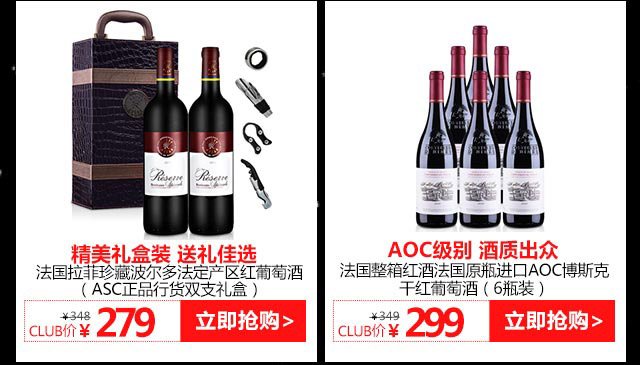 Réserve
Réserve
精美礼盒装 送礼佳选
法国拉菲珍藏波尔多法定产区红葡萄酒
（ASC正品行货双支礼盒）
¥348
CLUB价¥279
立即抢购>
AOC级别 酒质出众
法国整箱红酒法国原瓶进口AOC博斯克
干红葡萄酒（6瓶装）
¥349
CLUB价¥299
立即抢购>